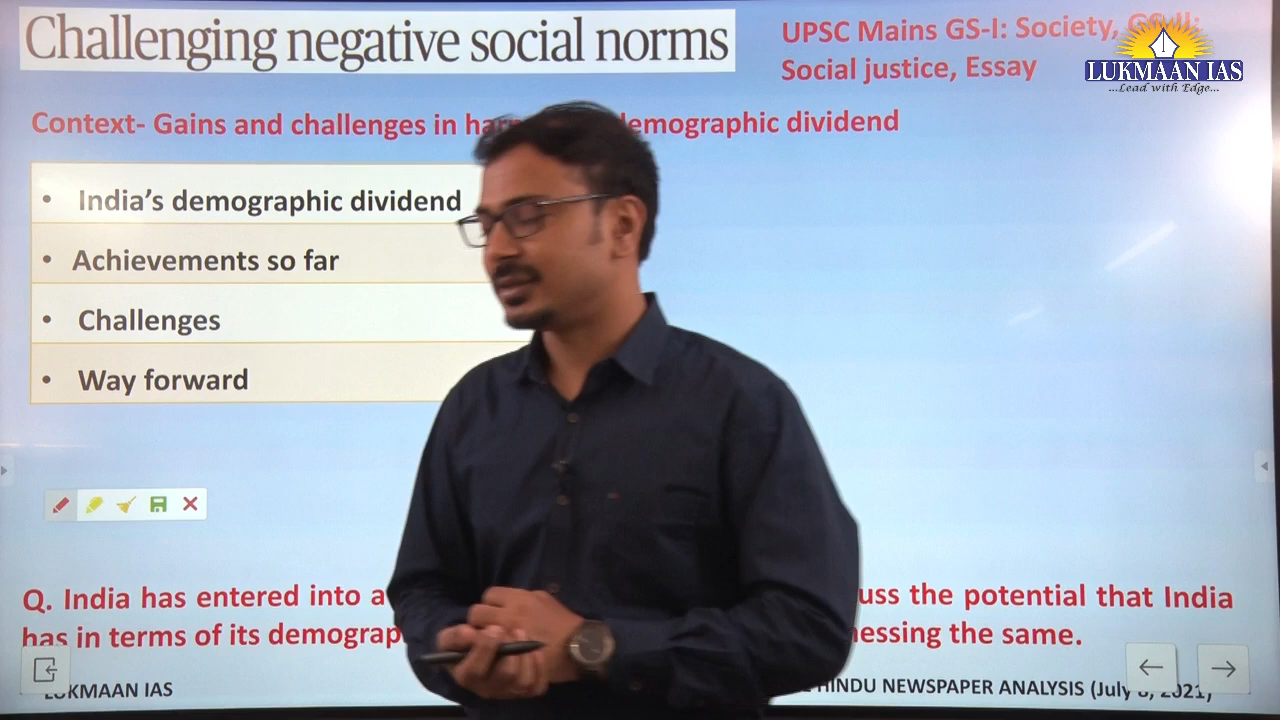 Challenging negative social norms
UPSC Mains GS-I: Society,
Social justice, Essay
LUKMAAN IAS
...Lead with Edge...
Context- Gains and challenges in demographic dividend
• India's demographic dividend
• Achievements so far
• Challenges
• Way forward
Q. India has entered into a the potential that India
has in terms of its the same.
LUKMAAN IAS
HINDU NEWSPAPER ANALYSIS (July 8, 2021)